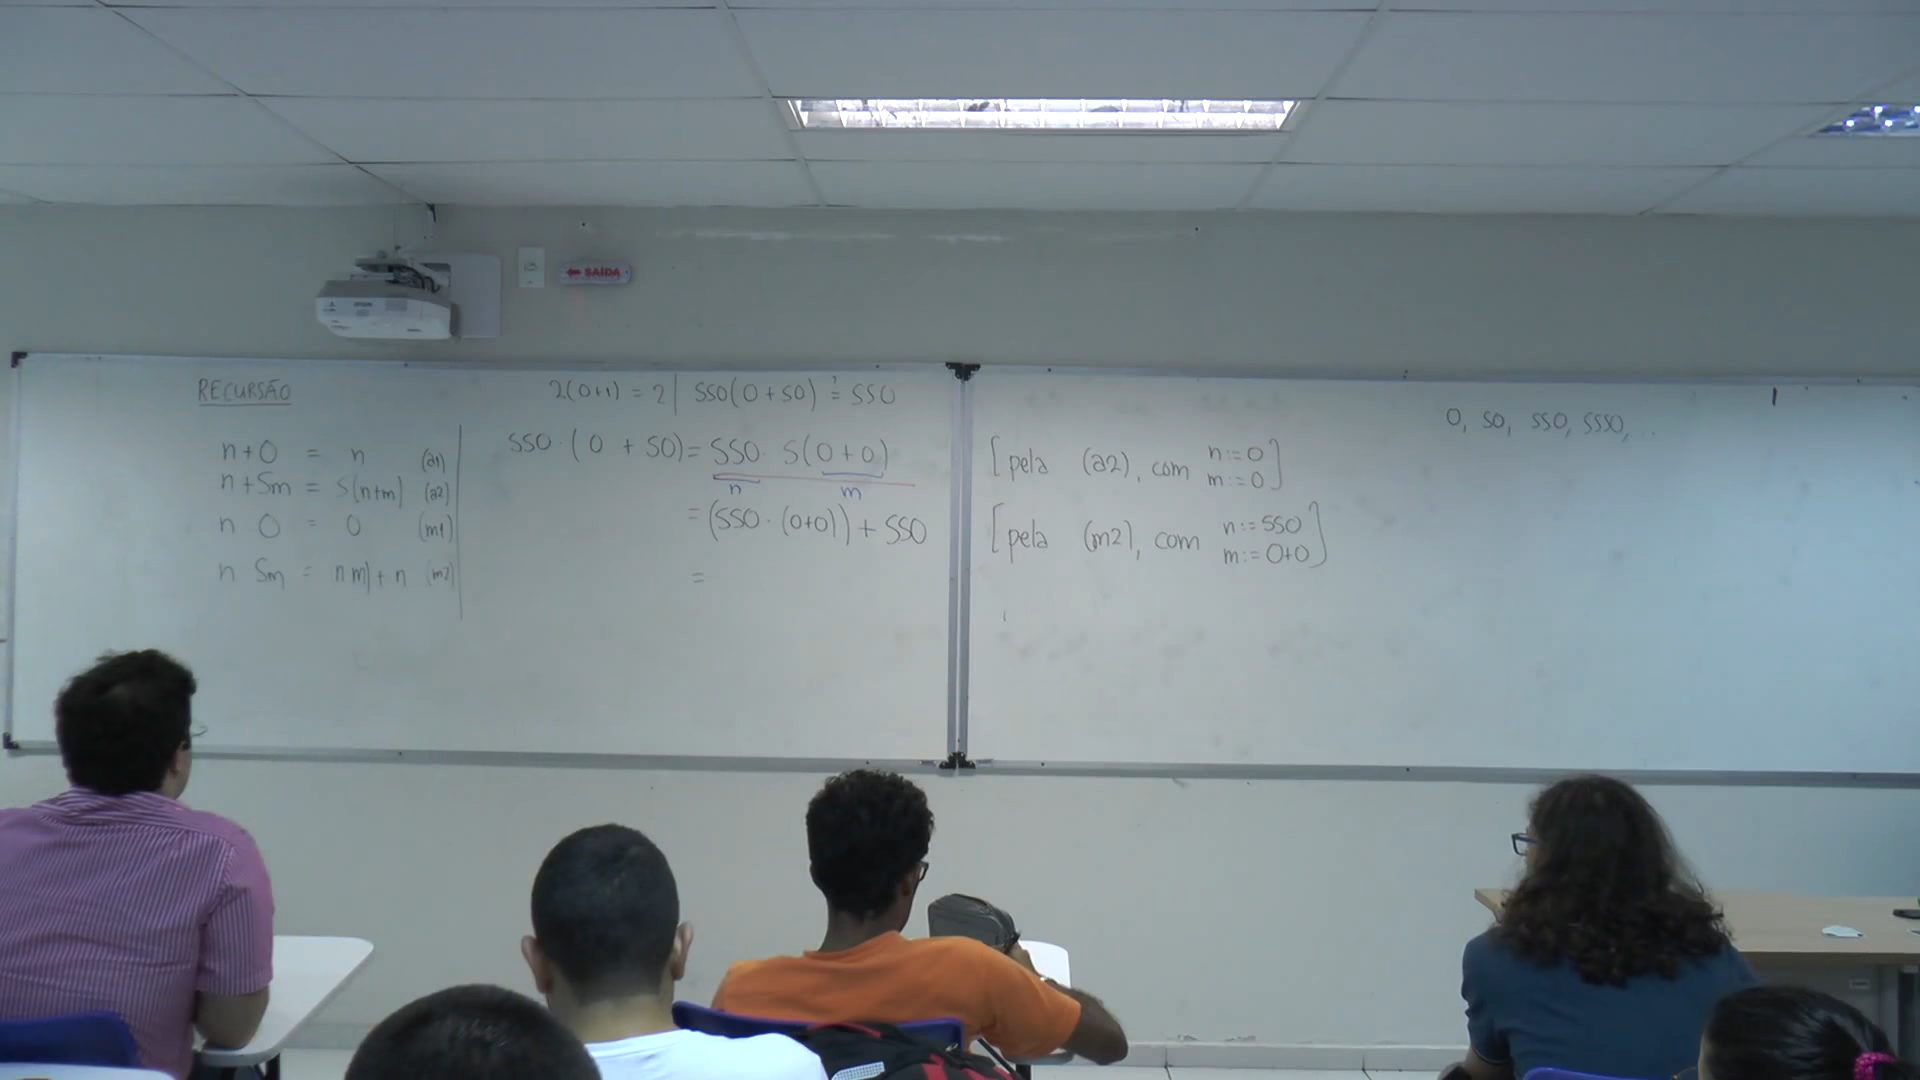 SAÍDA
RECURSÃO
n+0 = n (a1)
n+Sm = S(n+m) (a2)
n 0 = 0 (m1)
n Sm = nm)+n (m2)
2(0+1) = 2 | SS0(0+S0) ?= SS0
SS0·(0 + S0) = SS0· S(0+0)
n m
= (SS0·(0+0)) + SS0
=
[pela (a2), com n:=0
m:=0]
[pela (m2), com n:=SS0
m:=0+0]
0, S0, SS0, SSS0, ...